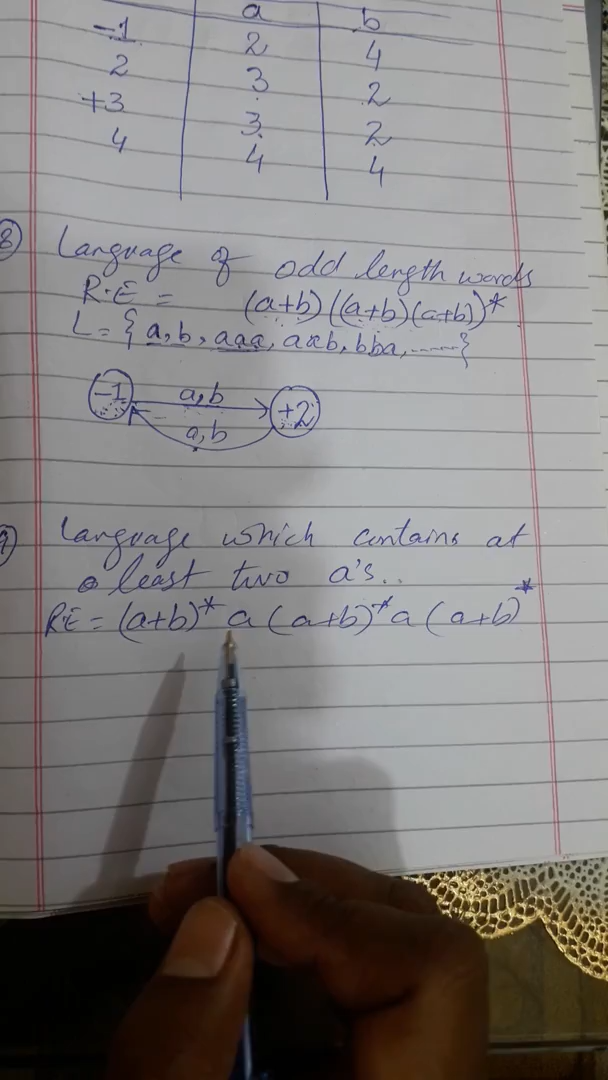 a b
-1 2 4
2 3 2
+3 3 2
4 4 4
8 Language of odd length words
R.E = (a+b)((a+b)(a+b))*
L = { a, b, aaa, aab, bba, ------}
-1 a,b +2
a,b
9 Language which contains at
least two a's..
R.E = (a+b)* a (a+b)* a (a+b)*